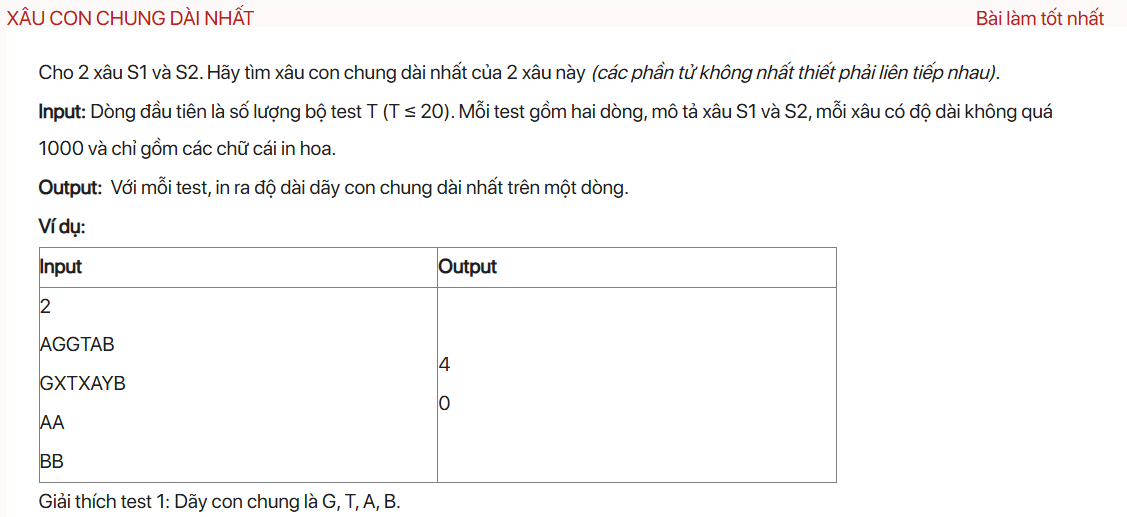 XÂU CON CHUNG DÀI NHẤT
Bài làm tốt nhất
Cho 2 xâu S1 và S2. Hãy tìm xâu con chung dài nhất của 2 xâu này (các phần tử không nhất thiết phải liên tiếp nhau).
Input: Dòng đầu tiên là số lượng bộ test T (T ≤ 20). Mỗi test gồm hai dòng, mô tả xâu S1 và S2, mỗi xâu có độ dài không quá
1000 và chỉ gồm các chữ cái in hoa.
Output: Với mỗi test, in ra độ dài dãy con chung dài nhất trên một dòng.
Ví dụ:
Input
Output
2
AGGTAB
GXTXAYB
AA
BB
4
0
Giải thích test 1: Dãy con chung là G, T, A, B.